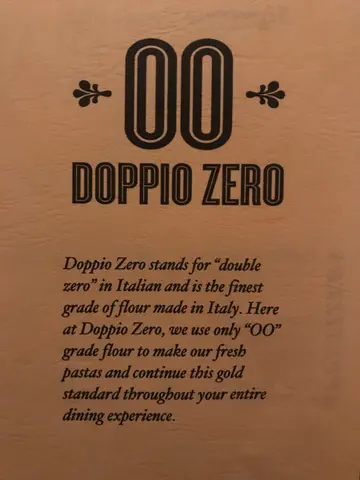 00
DOPPIO ZERO
Doppio Zero stands for “double
zero” in Italian and is the finest
grade of flour made in Italy. Here
at Doppio Zero, we use only “OO”
grade flour to make our fresh
pastas and continue this gold
standard throughout your entire
dining experience.